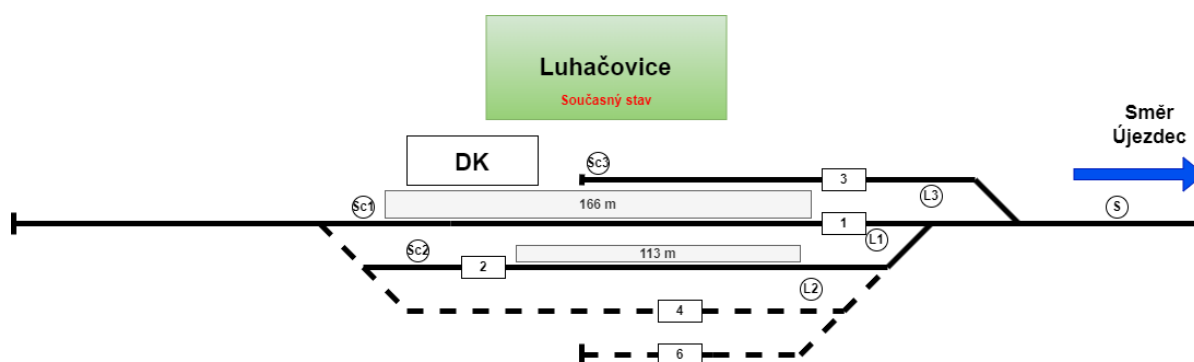 Luhačovice
Současný stav
Směr
Újezdec
DK
Sc3
3
166 m
Sc1
L3
1
S
L1
Sc2
113 m
2
L2
4
6